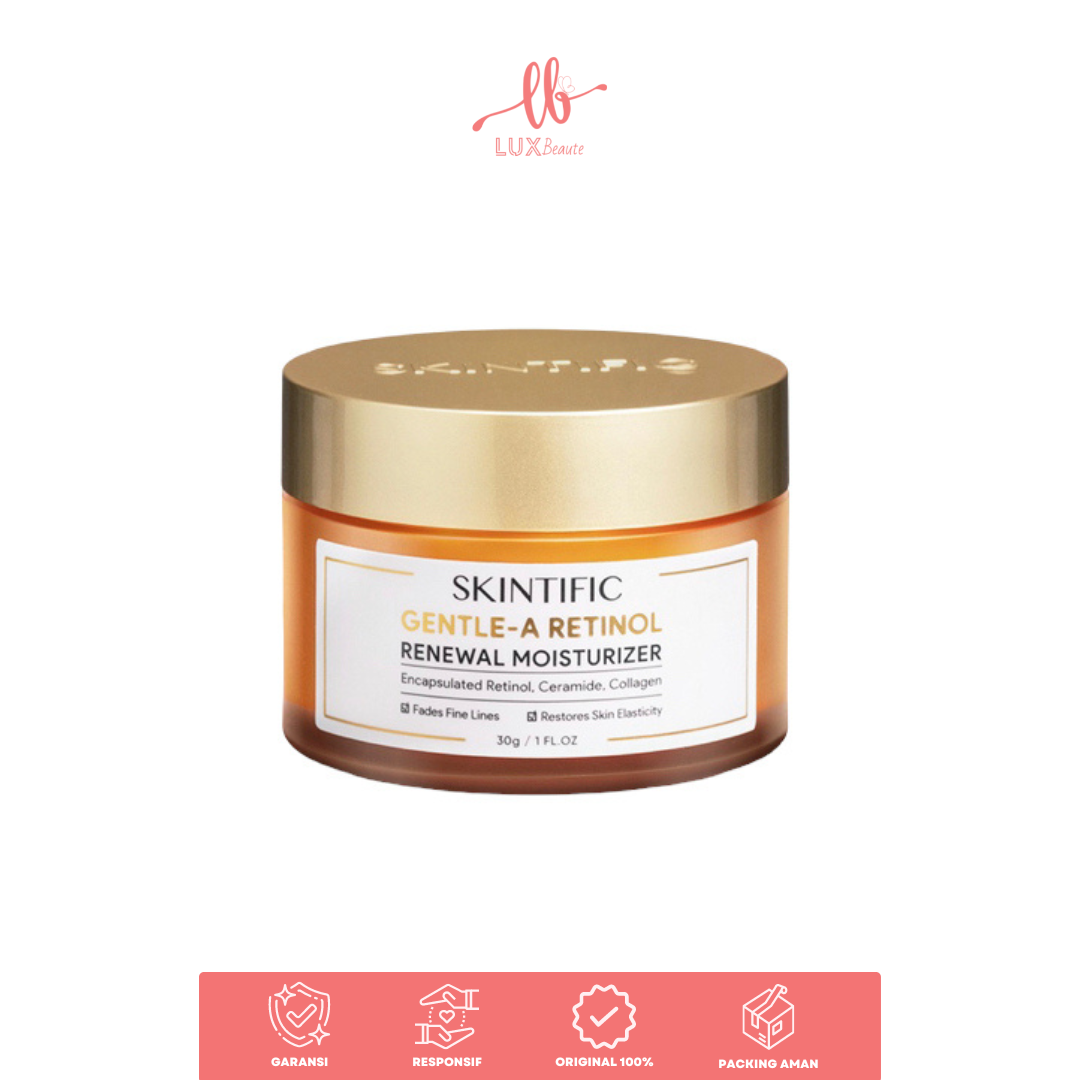 lb
LUX Beaute
SKINTIFIC
SKINTIFIC
GENTLE-A RETINOL
RENEWAL MOISTURIZER
Encapsulated Retinol, Ceramide, Collagen
Fades Fine Lines Restores Skin Elasticity
30g / 1 FL.OZ
GARANSI RESPONSIF ORIGINAL 100% PACKING AMAN